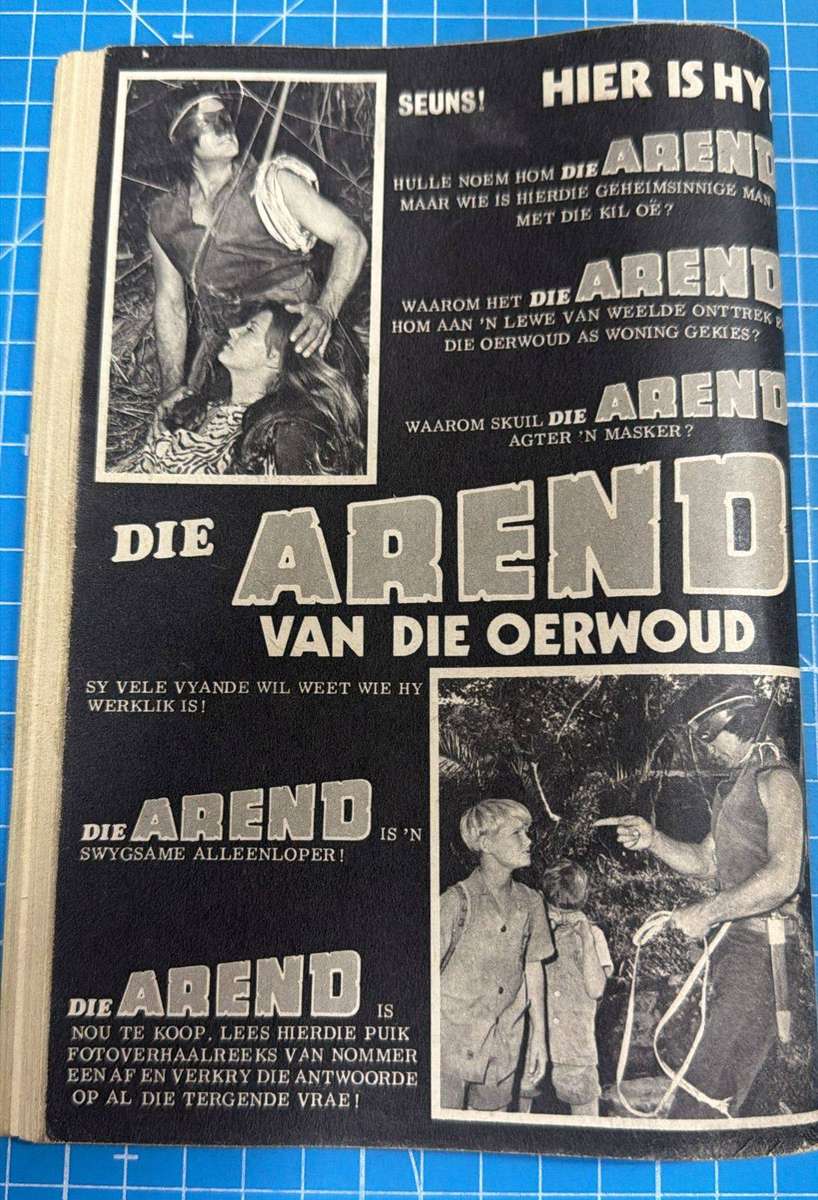 SEUNS!
HIER IS HY
HULLE NOEM HOM DIE AREND
MAAR WIE IS HIERDIE GEHEIMSINNIGE MAN
MET DIE KIL OË?
WAAROM HET DIE AREND
HOM AAN 'N LEWE VAN WEELDE ONTTREK
DIE OERWOUD AS WONING GEKIES?
WAAROM SKUIL DIE AREND
AGTER 'N MASKER?
DIE AREND
VAN DIE OERWOUD
SY VELE VYANDE WIL WEET WIE HY
WERKLIK IS!
DIE AREND IS 'N
SWYGSAME ALLEENLOPER!
DIE AREND IS
NOU TE KOOP. LEES HIERDIE PUIK
FOTOVERHAALREEKS VAN NOMMER
EEN AF EN VERKRY DIE ANTWOORDE
OP AL DIE TERGENDE VRAE!